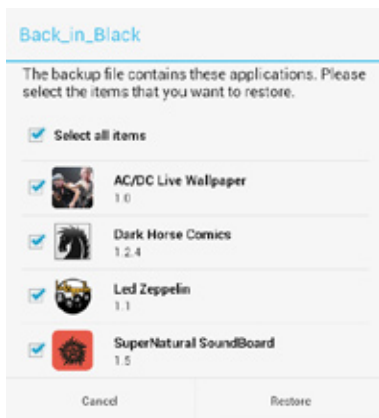 Back_in_Black
The backup file contains these applications. Please
select the items that you want to restore.
Select all items
AC/DC Live Wallpaper
1.0
Dark Horse Comics
1.2.4
Led Zeppelin
1.1
SuperNatural SoundBoard
1.5
Cancel Restore